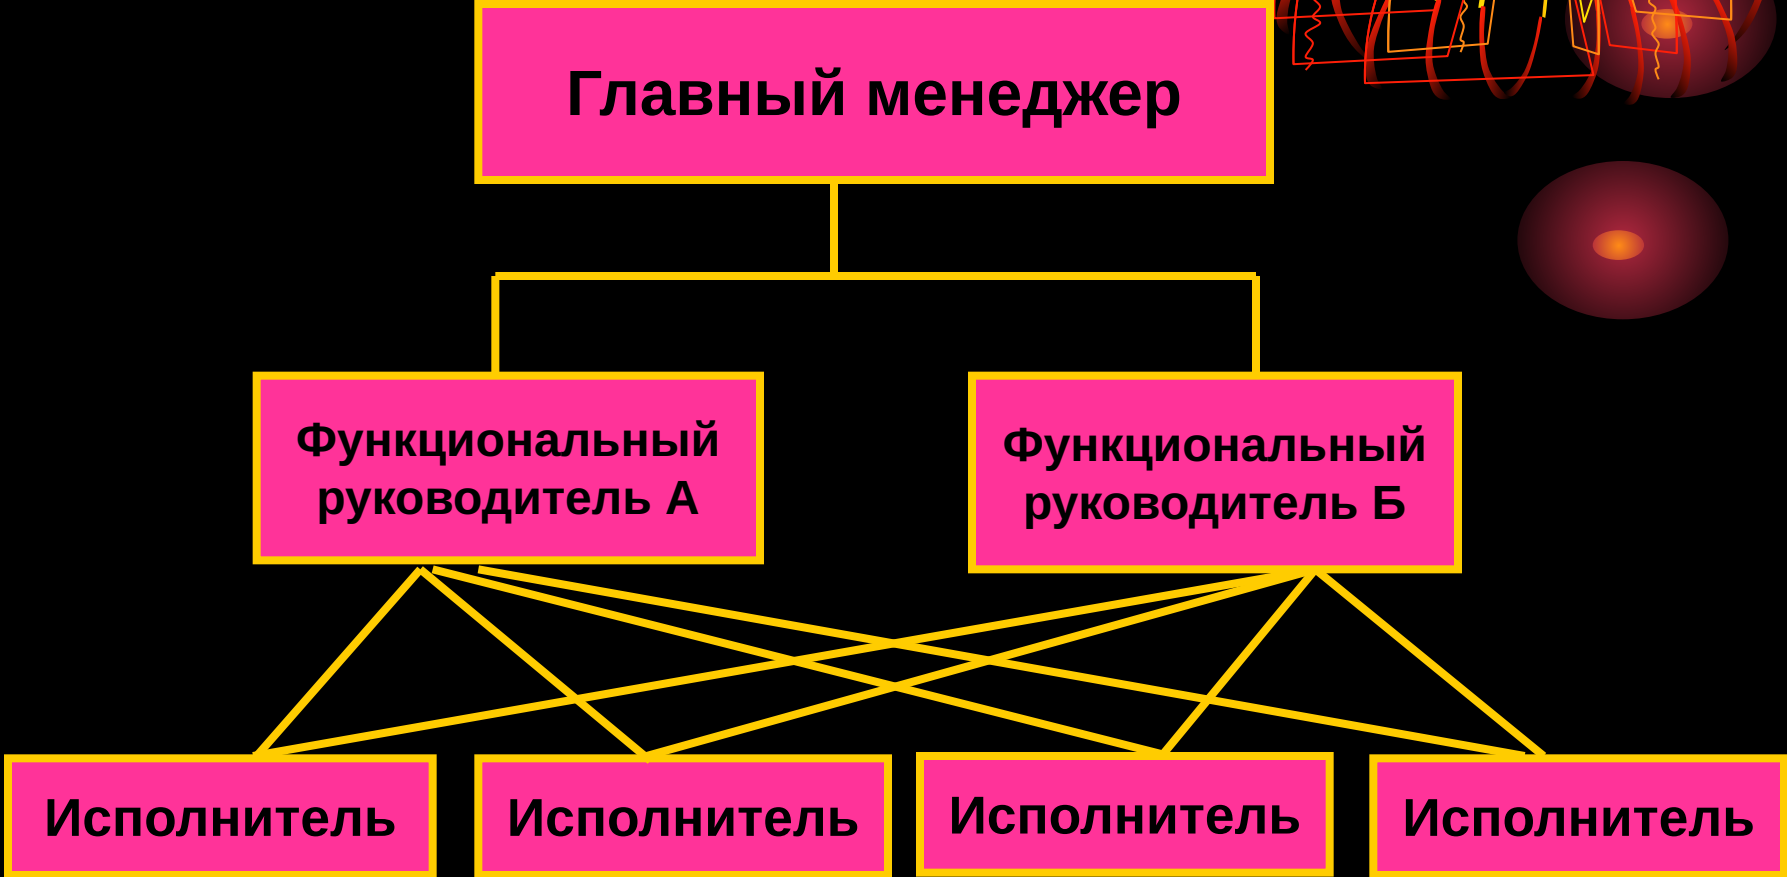 Главный менеджер
Функциональный
руководитель А
Функциональный
руководитель Б
Исполнитель
Исполнитель
Исполнитель
Исполнитель